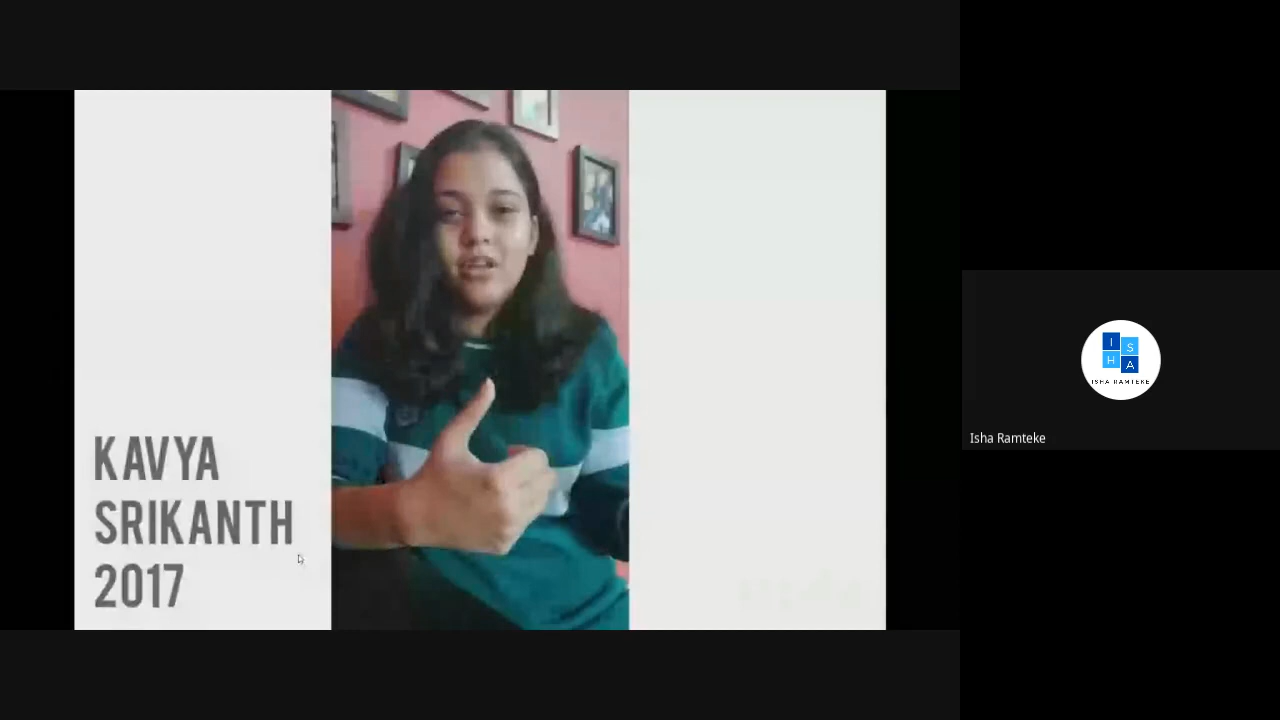 KAVYA
SRIKANTH
2017
I
S
H
A
ISHA RAMTEKE
Isha Ramteke